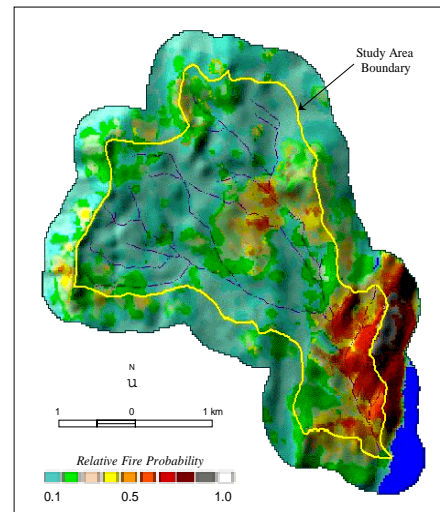 Study Area
Boundary
N
u
1 0 1 km
Relative Fire Probability
0.1 0.5 1.0